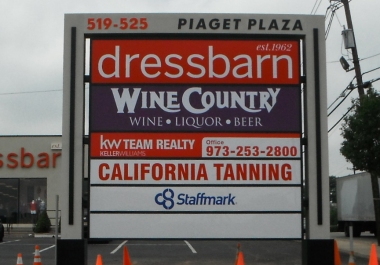 519-525 PIAGET PLAZA
est.1962
dressbarn
WINE COUNTRY
WINE • LIQUOR • BEER
kw TEAM REALTY
KELLERWILLIAMS
Office
973-253-2800
CALIFORNIA TANNING
Staffmark
ssbar